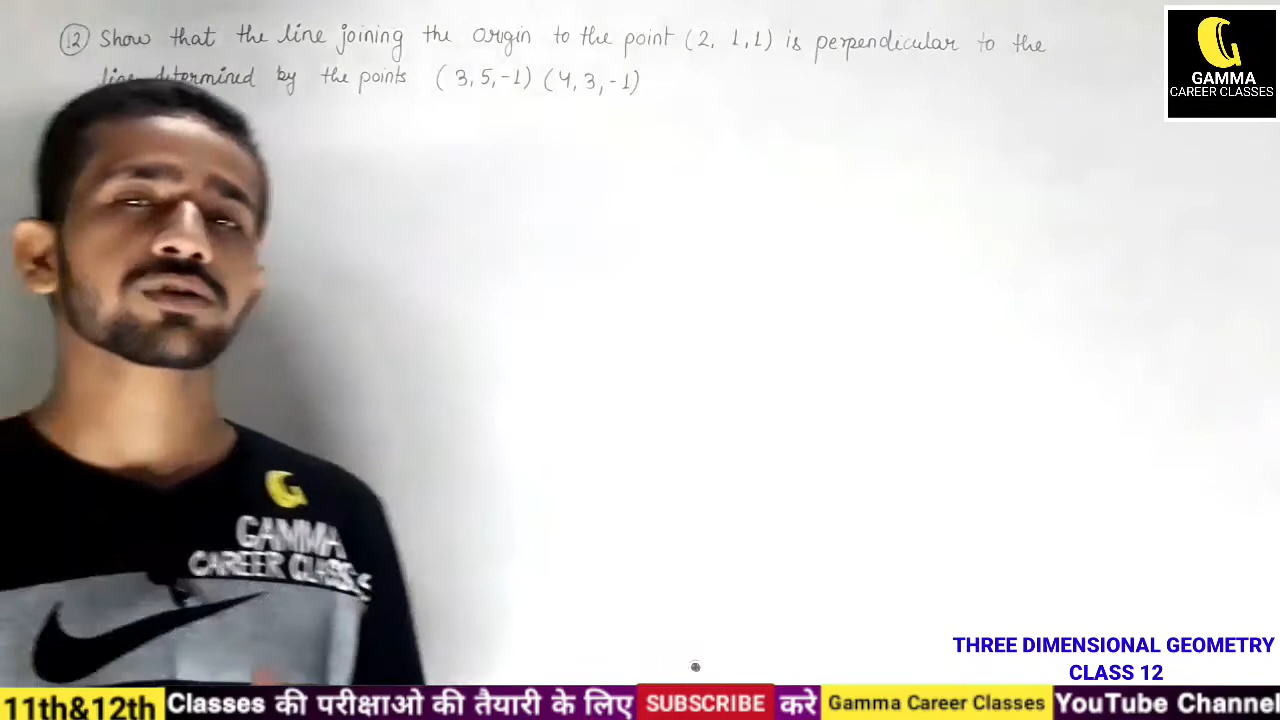 12 Show that the line joining the origin to the point (2, 1, 1) is perpendicular to the
line determined by the points (3, 5, -1) (4, 3, -1)
GAMMA
CAREER CLASSES
GAMMA
CAREER CLASSES
THREE DIMENSIONAL GEOMETRY
CLASS 12
11th&12th Classes की परीक्षाओ की तैयारी के लिए SUBSCRIBE करे Gamma Career Classes YouTube Channel